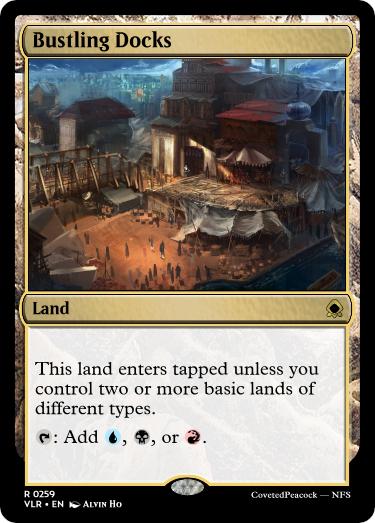 Bustling Docks
Land
This land enters tapped unless you
control two or more basic lands of
different types.
: Add , , or .
R 0259
VLR • EN Alvin Ho
CovetedPeacock — NFS